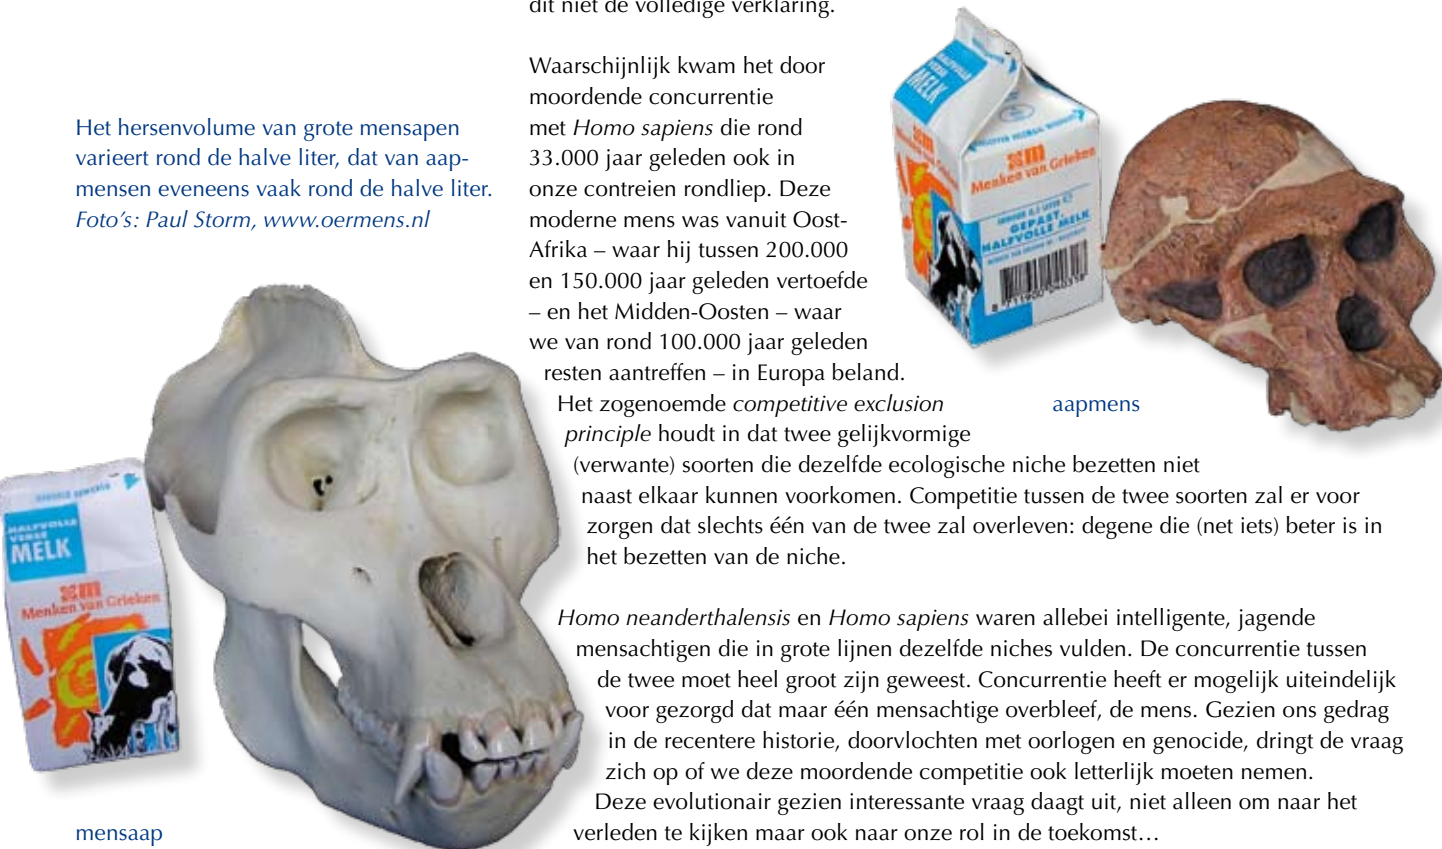 dit niet de volledige verklaring.
Waarschijnlijk kwam het door
moordende concurrentie
met Homo sapiens die rond
33.000 jaar geleden ook in
onze contreien rondliep. Deze
moderne mens was vanuit Oost-
Afrika – waar hij tussen 200.000
en 150.000 jaar geleden vertoefde
– en het Midden-Oosten – waar
we van rond 100.000 jaar geleden
resten aantreffen – in Europa beland.
Het zogenoemde competitive exclusion
principle houdt in dat twee gelijkvormige
(verwante) soorten die dezelfde ecologische niche bezetten niet
naast elkaar kunnen voorkomen. Competitie tussen de twee soorten zal er voor
zorgen dat slechts één van de twee zal overleven: degene die (net iets) beter is in
het bezetten van de niche.
Homo neanderthalensis en Homo sapiens waren allebei intelligente, jagende
mensachtigen die in grote lijnen dezelfde niches vulden. De concurrentie tussen
de twee moet heel groot zijn geweest. Concurrentie heeft er mogelijk uiteindelijk
voor gezorgd dat maar één mensachtige overbleef, de mens. Gezien ons gedrag
in de recentere historie, doorvlochten met oorlogen en genocide, dringt de vraag
zich op of we deze moordende competitie ook letterlijk moeten nemen.
Deze evolutionair gezien interessante vraag daagt uit, niet alleen om naar het
verleden te kijken maar ook naar onze rol in de toekomst…
Het hersenvolume van grote mensapen
varieert rond de halve liter, dat van aap-
mensen eveneens vaak rond de halve liter.
Foto's: Paul Storm, www.oermens.nl
HALFVOLLE
VERSE
MELK
Menken van Grieken
mensaap
MELK
Menken van Grieken
GEPAST.
HALFVOLLE MELK
aapmens